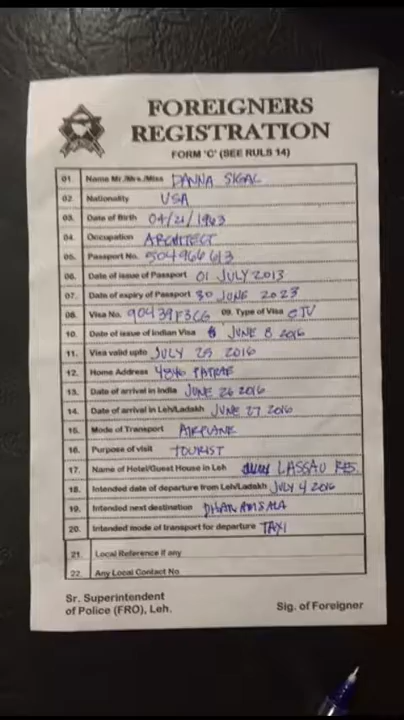 FOREIGNERS
REGISTRATION
FORM 'C' (SEE RULS 14)
01 Name Mr./Mrs./Miss DANNA SIGAL
02. Nationality USA
03. Date of Birth 04/21/1963
04. Occupation ARCHITECT
05. Passport No. 504966613
06. Date of issue of Passport 01 JULY 2013
07. Date of expiry of Passport 30 JUNE 2023
08. Visa No. 90439F3CG 09. Type of Visa eTV
10. Date of issue of Indian Visa JUNE 8 2016
11. Visa valid upto JULY 25 2016
12. Home Address 4846
13. Date of arrival in India JUNE 26 2016
14. Date of arrival in Leh/Ladakh JUNE 27 2016
15. Mode of Transport AIRPLANE
16. Purpose of visit TOURIST
17. Name of Hotel/Guest House in Leh LASSAU RES.
18. Intended date of departure from Leh/Ladakh JULY 4 2016
19. Intended next destination DHARAMSALA
20. Intended mode of transport for departure TAXI
21. Local Reference if any
22. Any Local Contact No
Sr. Superintendent
of Police (FRO), Leh. Sig. of Foreigner